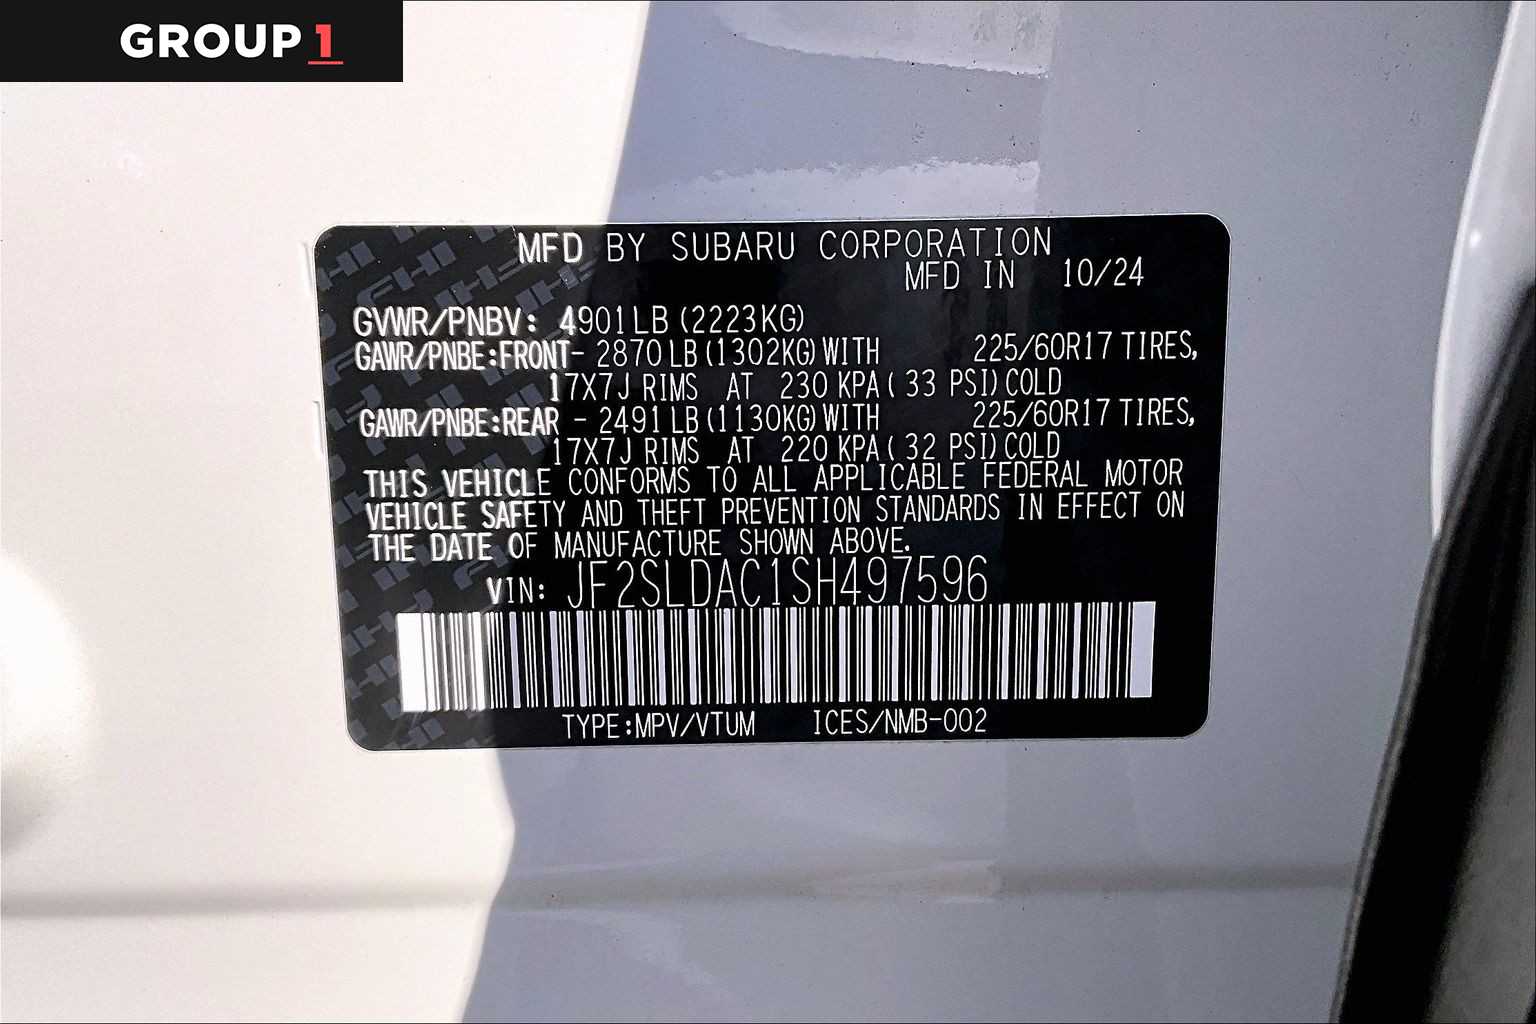 GROUP 1
MFD BY SUBARU CORPORATION
MFD IN 10/24
GVWR/PNBV: 4901LB (2223KG)
GAWR/PNBE:FRONT- 2870 LB (1302KG) WITH 225/60R17 TIRES,
17X7J RIMS AT 230 KPA ( 33 PSI) COLD
GAWR/PNBE:REAR - 2491 LB (1130KG) WITH 225/60R17 TIRES,
17X7J RIMS AT 220 KPA ( 32 PSI) COLD
THIS VEHICLE CONFORMS TO ALL APPLICABLE FEDERAL MOTOR
VEHICLE SAFETY AND THEFT PREVENTION STANDARDS IN EFFECT ON
THE DATE OF MANUFACTURE SHOWN ABOVE.
VIN: JF2SLDAC1SH497596
TYPE:MPV/VTUM ICES/NMB-002